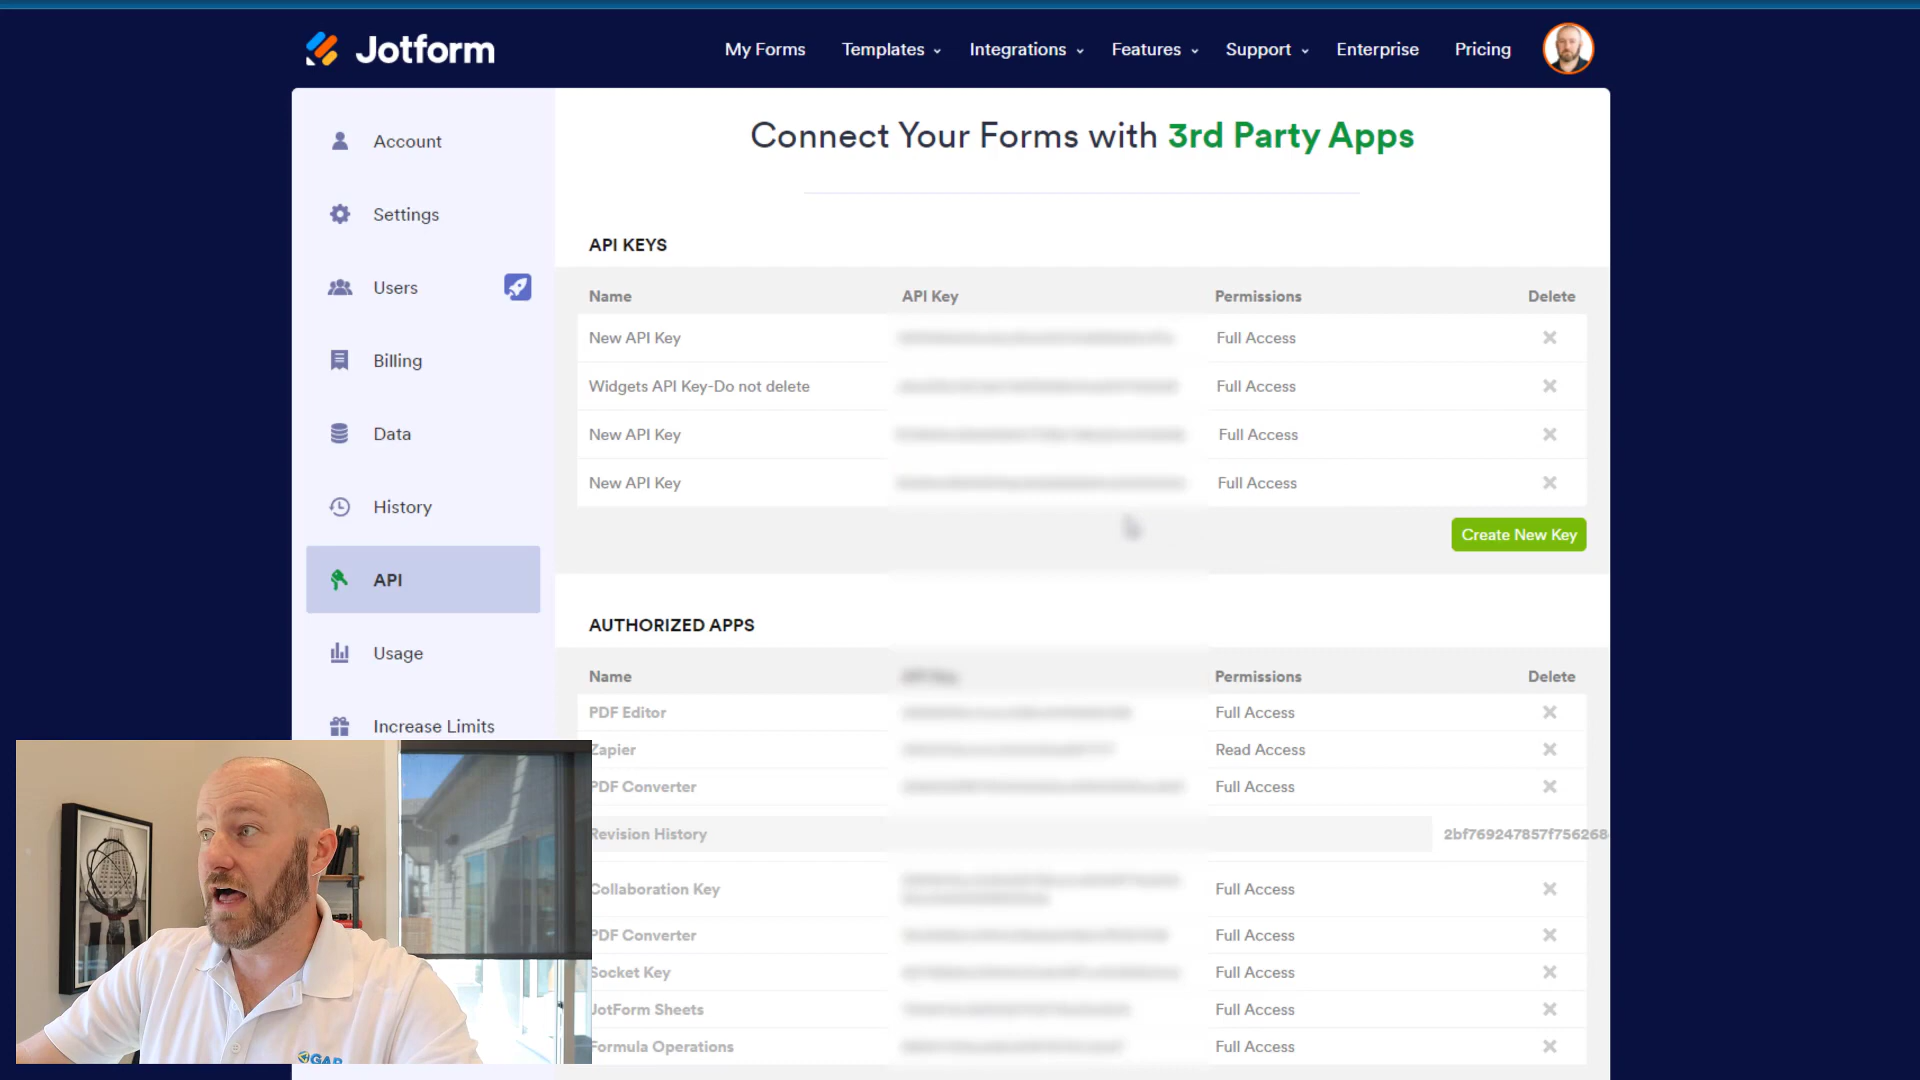 Jotform
My Forms Templates Integrations Features Support Enterprise Pricing
Account
Settings
Users
Billing
Data
History
API
Usage
Increase Limits
Connect Your Forms with 3rd Party Apps
API KEYS
Name API Key Permissions Delete
New API Key Full Access
Widgets API Key-Do not delete Full Access
New API Key Full Access
New API Key Full Access
Create New Key
AUTHORIZED APPS
Name Permissions Delete
PDF Editor Full Access
Zapier Read Access
PDF Converter Full Access
Revision History 2bf769247857f756268
Collaboration Key Full Access
PDF Converter Full Access
Socket Key Full Access
JotForm Sheets Full Access
Formula Operations Full Access
GAP